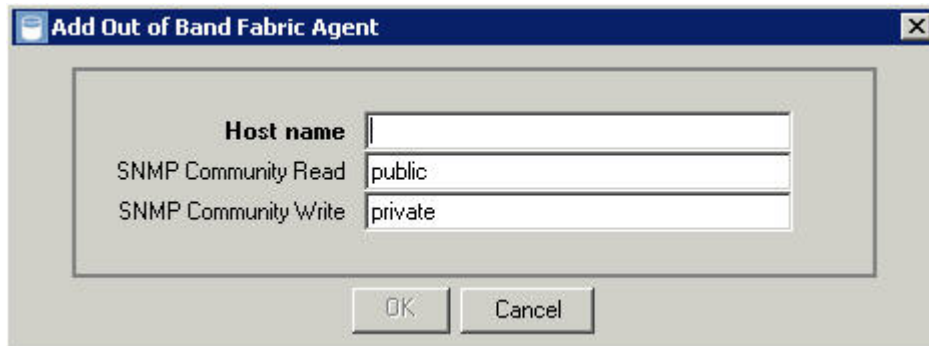 Add Out of Band Fabric Agent
Host name
SNMP Community Read public
SNMP Community Write private
OK Cancel